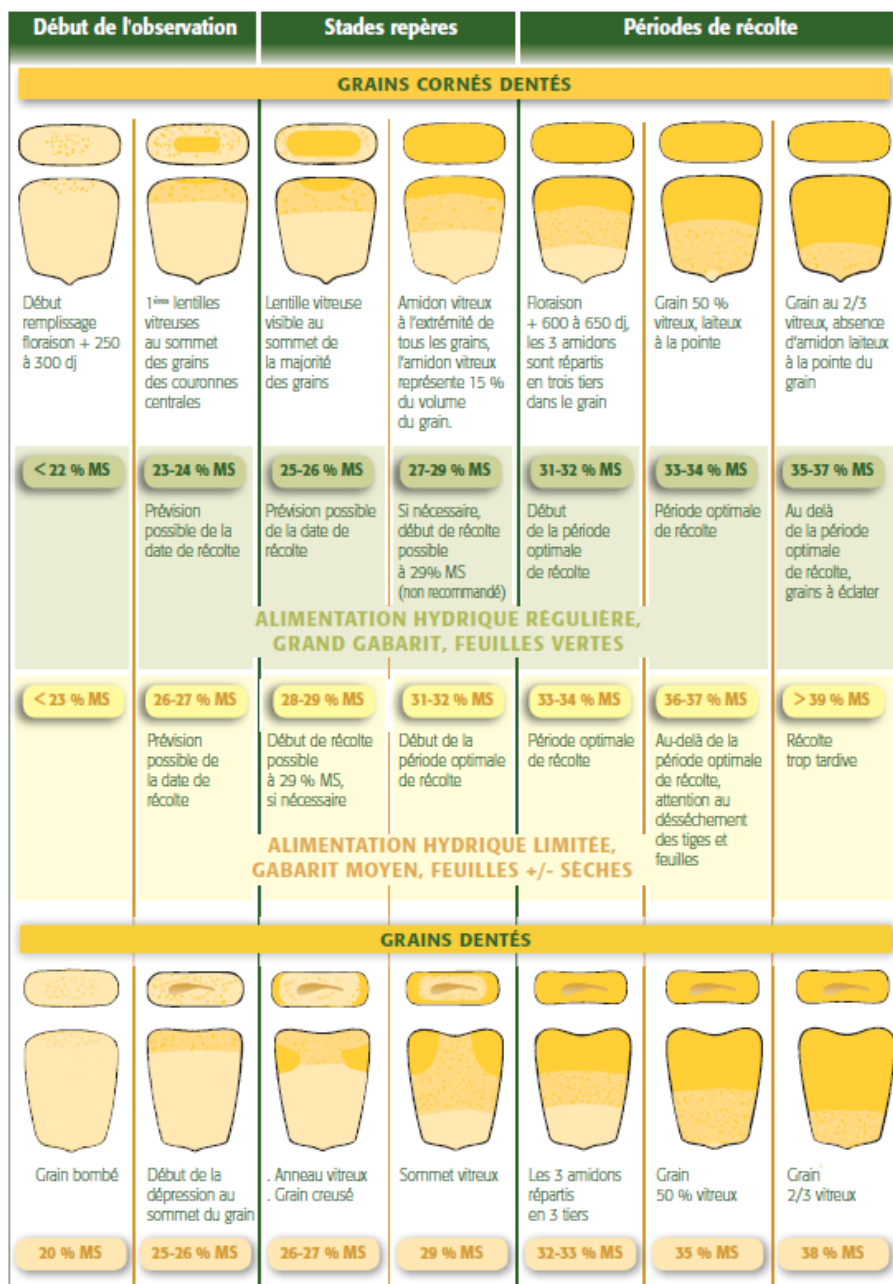 Début de l'observation
Stades repères
Périodes de récolte
GRAINS CORNÉS DENTÉS
Début
remplissage
floraison + 250
à 300 dj
1ères lentilles
vitreuses
au sommet
des grains
des couronnes
centrales
Lentille vitreuse
visible au
sommet de
la majorité
des grains
Amidon vitreux
à l'extrémité de
tous les grains,
l'amidon vitreux
représente 15 %
du volume
du grain.
Floraison
+ 600 à 650 dj,
les 3 amidons
sont répartis
en trois tiers
dans le grain
Grain 50 %
vitreux, laiteux
à la pointe
Grain au 2/3
vitreux, absence
d'amidon laiteux
à la pointe du
grain
< 22 % MS
23-24 % MS
25-26 % MS
27-29 % MS
31-32 % MS
33-34 % MS
35-37 % MS
Prévision
possible de la
date de récolte
Prévision possible
de la date de
récolte
Si nécessaire,
début de récolte
possible
à 29% MS
(non recommandé)
Début
de la période
optimale
de récolte
Période optimale
de récolte
Au delà
de la période
optimale
de récolte,
grains à éclater
ALIMENTATION HYDRIQUE RÉGULIÈRE,
GRAND GABARIT, FEUILLES VERTES
< 23 % MS
26-27 % MS
28-29 % MS
31-32 % MS
33-34 % MS
36-37 % MS
> 39 % MS
Prévision
possible de
la date de
récolte
Début de récolte
possible
à 29 % MS,
si nécessaire
Début de la
période optimale
de récolte
Période optimale
de récolte
Au-delà de la
période optimale
de récolte,
attention au
désséchement
des tiges et
feuilles
Récolte
trop tardive
ALIMENTATION HYDRIQUE LIMITÉE,
GABARIT MOYEN, FEUILLES +/- SÈCHES
GRAINS DENTÉS
Grain bombé
Début de la
dépression au
sommet du grain
. Anneau vitreux
. Grain creusé
Sommet vitreux
Les 3 amidons
répartis
en 3 tiers
Grain
50 % vitreux
Grain
2/3 vitreux
20 % MS
25-26 % MS
26-27 % MS
29 % MS
32-33 % MS
35 % MS
38 % MS